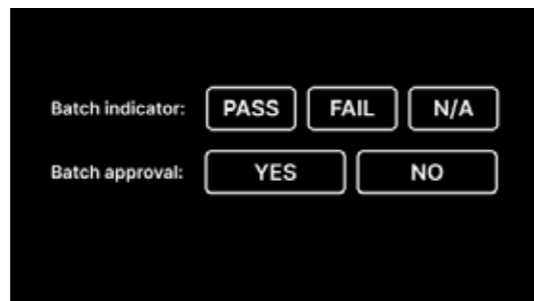 Batch indicator: PASS FAIL N/A
Batch approval: YES NO